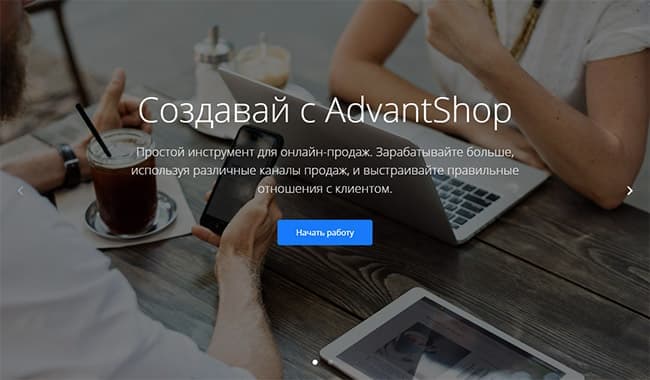 Создавай с AdvantShop
Простой инструмент для онлайн-продаж. Зарабатывайте больше,
используя различные каналы продаж, и выстраивайте правильные
отношения с клиентом.
Начать работу